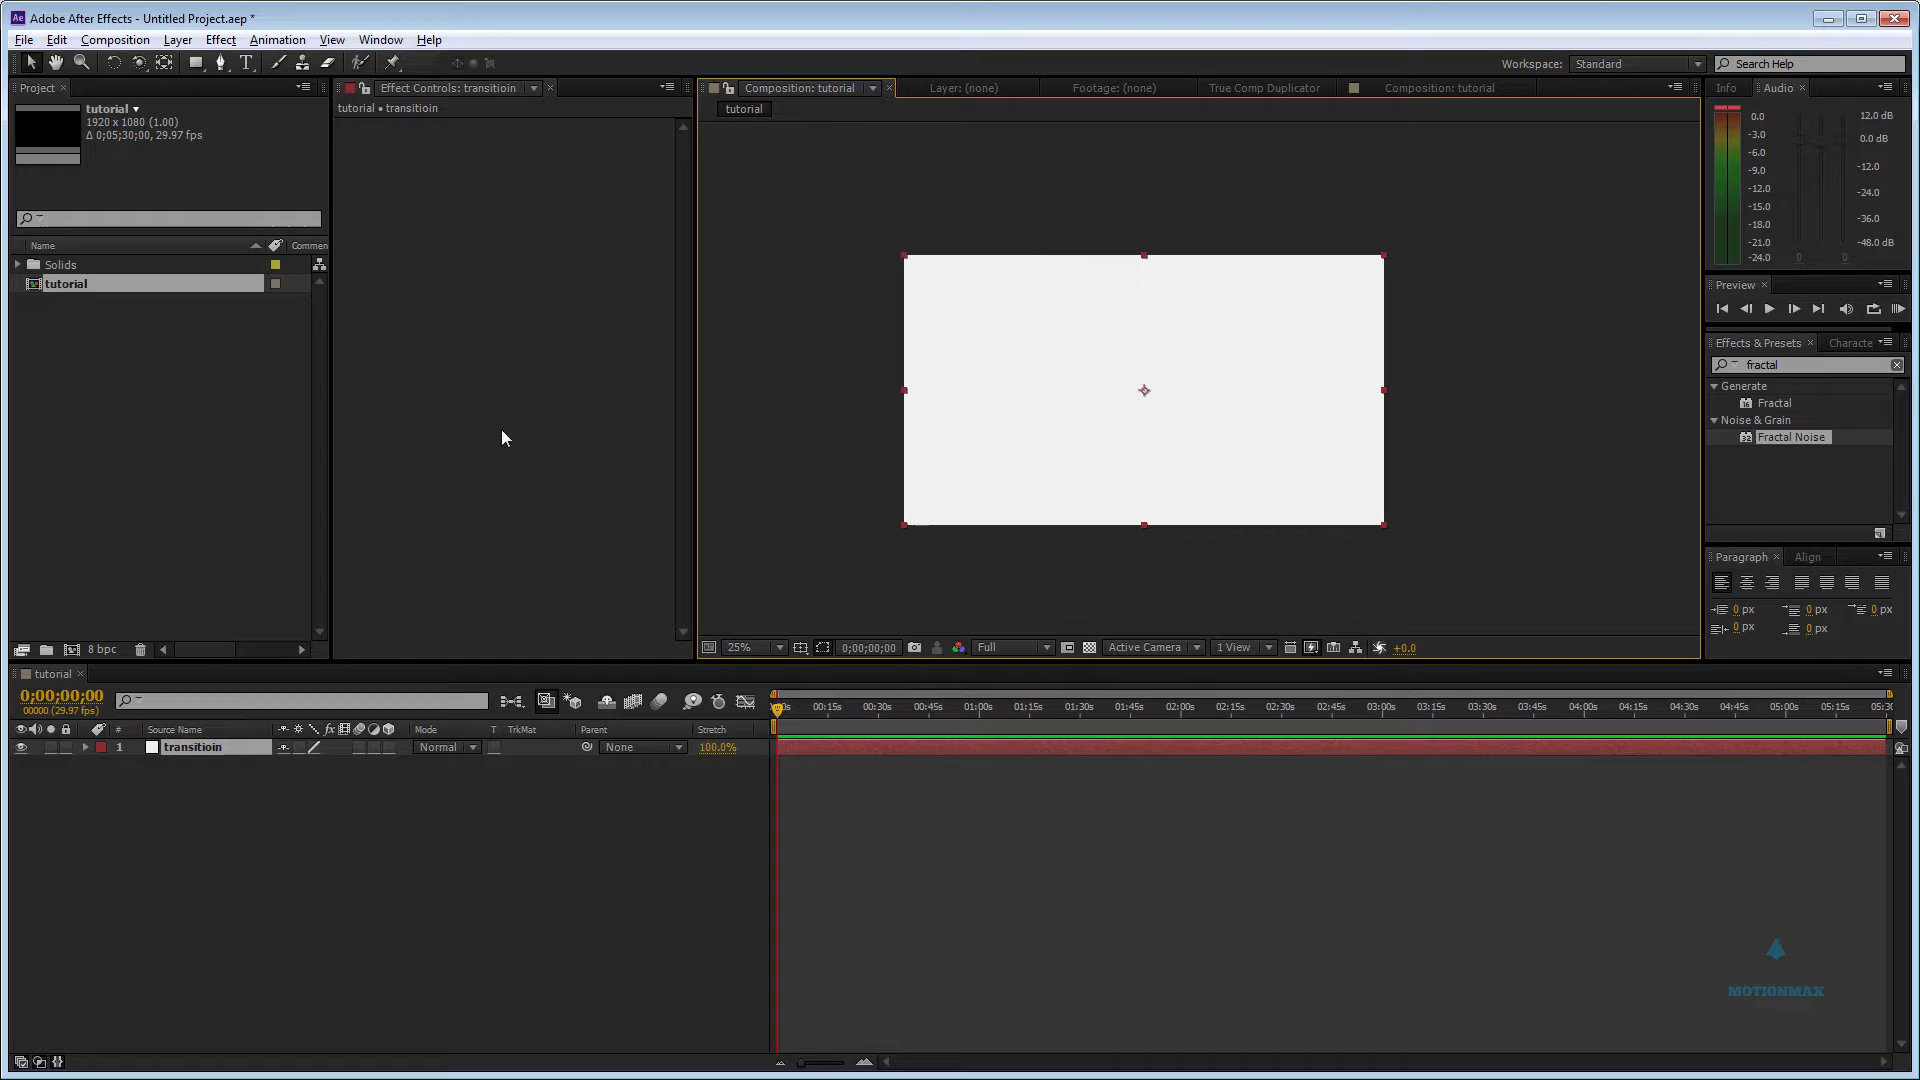 Ae Adobe After Effects - Untitled Project.aep *
File Edit Composition Layer Effect Animation View Window Help
Workspace: Standard Search Help
Project × Effect Controls: transitioin × Composition: tutorial × Layer: (none) Footage: (none) True Comp Duplicator Composition: tutorial Info Audio ×
tutorial
1920 x 1080 (1.00)
Δ 0;05;30;00, 29.97 fps
tutorial • transitioin
tutorial
0.0
-3.0
-6.0
-9.0
-12.0
-15.0
-18.0
-21.0
-24.0
12.0 dB
0.0 dB
-12.0
-24.0
-36.0
-48.0 dB
0 0
Name Commen
Solids
tutorial
Preview ×
Effects & Presets × Characte
fractal
Generate
16 Fractal
Noise & Grain
32 Fractal Noise
Paragraph × Align
0 px 0 px 0 px
0 px 0 px
8 bpc
25% 0;00;00;00 Full Active Camera 1 View +0.0
tutorial ×
0;00;00;00
00000 (29.97 fps)
00:15s 00:30s 00:45s 01:00s 01:15s 01:30s 01:45s 02:00s 02:15s 02:30s 02:45s 03:00s 03:15s 03:30s 03:45s 04:00s 04:15s 04:30s 04:45s 05:00s 05:15s 05:30
# Source Name fx Mode T TrkMat Parent Stretch
1 transitioin Normal None 100.0%
MOTIONMAX